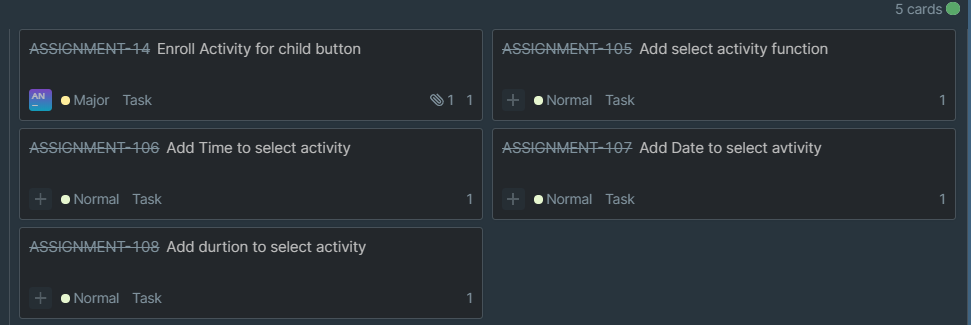 5 cards
ASSIGNMENT-14 Enroll Activity for child button
AN
Major Task 1 1
ASSIGNMENT-105 Add select activity function
+ Normal Task 1
ASSIGNMENT-106 Add Time to select activity
+ Normal Task 1
ASSIGNMENT-107 Add Date to select avtivity
+ Normal Task 1
ASSIGNMENT-108 Add durtion to select activity
+ Normal Task 1